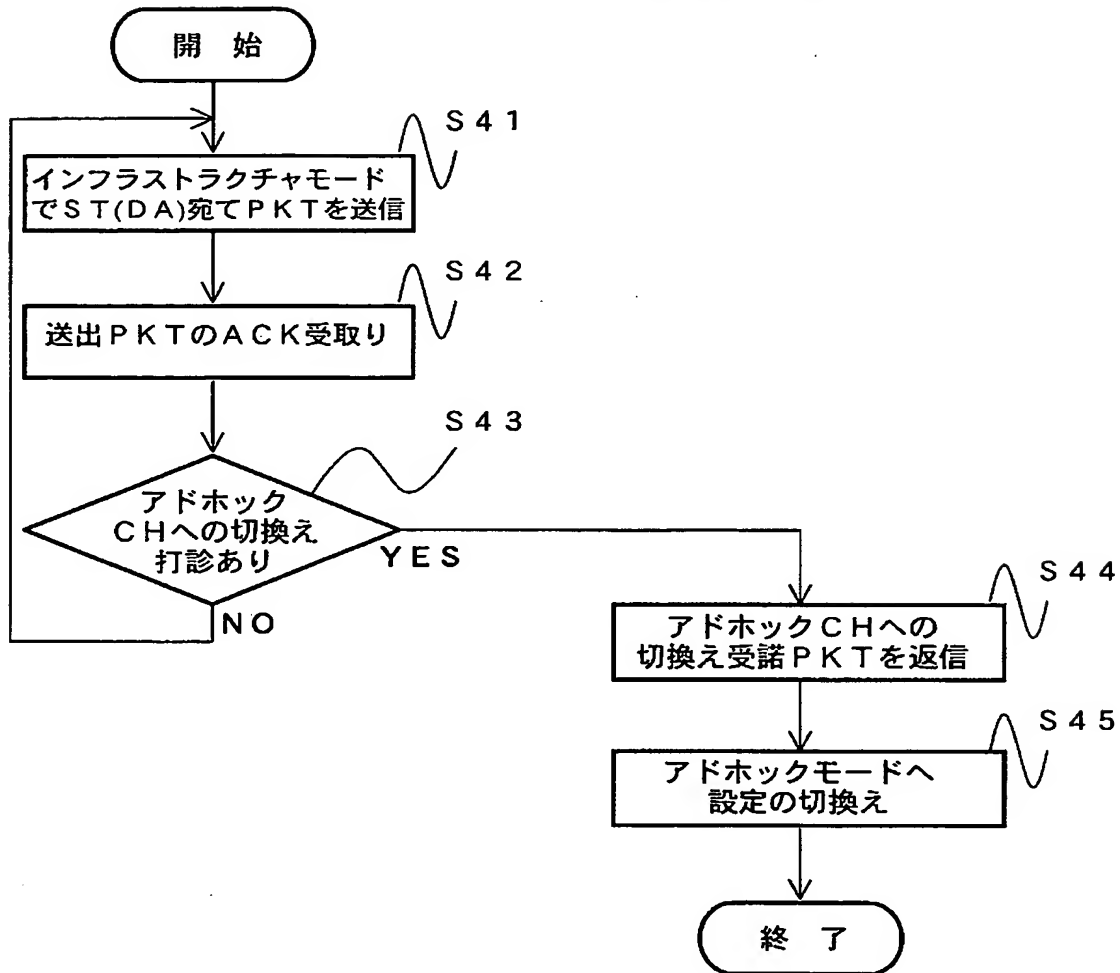 開 始
S41
インフラストラクチャモード
でST(DA)宛てPKTを送信
S42
送出PKTのACK受取り
S43
アドホック
CHへの切換え
打診あり
YES
NO
S44
アドホックCHへの
切換え受諾PKTを返信
S45
アドホックモードへ
設定の切換え
終 了